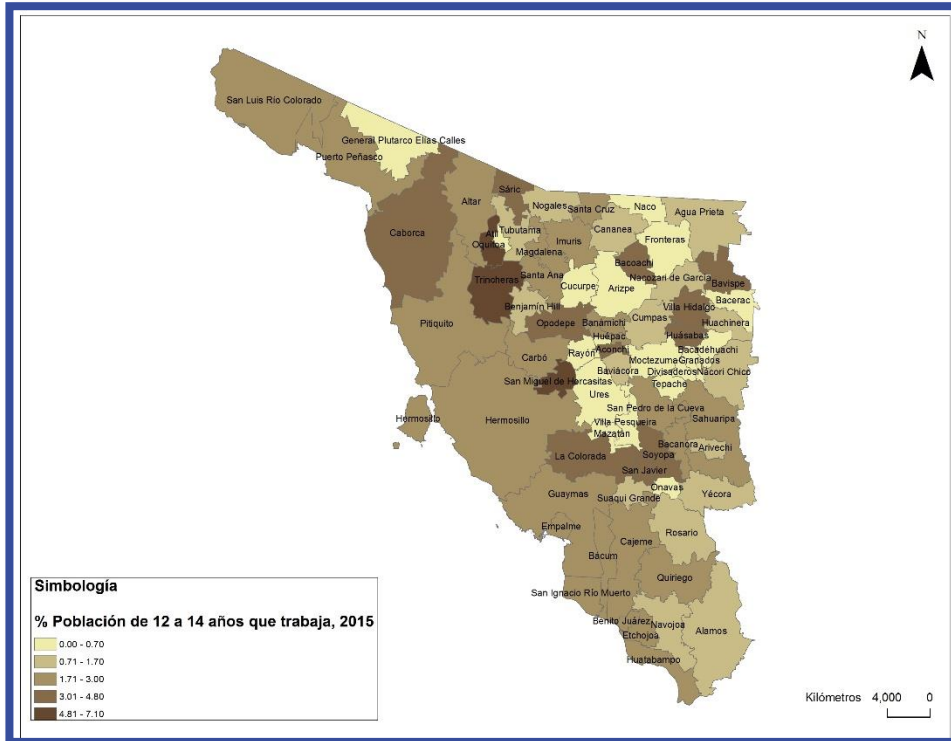 N
San Luis Río Colorado
General Plutarco Elías Calles
Puerto Peñasco
Sáric
Altar
Nogales
Santa Cruz
Naco
Agua Prieta
Caborca
Atil
Tubutama
Cananea
Fronteras
Oquitoa
Magdalena
Imuris
Bacoachi
Trincheras
Santa Ana
Cucurpe
Arizpe
Nacozari de García
Bavispe
Bacerac
Benjamín Hill
Villa Hidalgo
Pitiquito
Opodepe
Banámichi
Cumpas
Huachinera
Huépac
Huásabas
Carbó
Rayón
Aconchi
Bacadéhuachi
Moctezuma
Granados
Baviácora
Divisaderos
Nácori Chico
San Miguel de Horcasitas
Tepache
Ures
San Pedro de la Cueva
Hermosillo
Hermosillo
Villa Pesqueira
Sahuaripa
Mazatán
Bacanora
Arivechi
La Colorada
Soyopa
San Javier
Onavas
Guaymas
Suaqui Grande
Yécora
Empalme
Cajeme
Rosario
Bácum
Quiriego
San Ignacio Río Muerto
Benito Juárez
Navojoa
Alamos
Etchojoa
Huatabampo
Simbología
% Población de 12 a 14 años que trabaja, 2015
0.00 - 0.70
0.71 - 1.70
1.71 - 3.00
3.01 - 4.80
4.81 - 7.10
Kilómetros 4,000 0